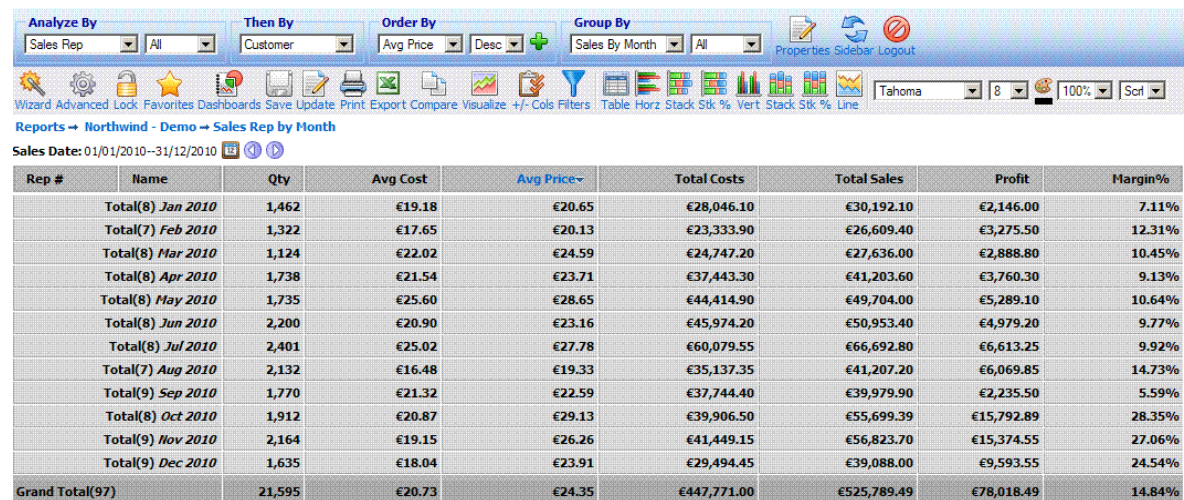 Analyze By Then By Order By Group By
Sales Rep All Customer Avg Price Desc Sales By Month All Properties Sidebar Logout
Wizard Advanced Lock Favorites Dashboards Save Update Print Export Compare Visualize +/- Cols Filters Table Horz Stack Stk % Vert Stack Stk % Line Tahoma 8 100% Scrl
Reports → Northwind - Demo → Sales Rep by Month
Sales Date: 01/01/2010--31/12/2010 12
Rep # Name Qty Avg Cost Avg Price Total Costs Total Sales Profit Margin%
Total(8) Jan 2010 1,462 €19.18 €20.65 €28,046.10 €30,192.10 €2,146.00 7.11%
Total(7) Feb 2010 1,322 €17.65 €20.13 €23,333.90 €26,609.40 €3,275.50 12.31%
Total(8) Mar 2010 1,124 €22.02 €24.59 €24,747.20 €27,636.00 €2,888.80 10.45%
Total(8) Apr 2010 1,738 €21.54 €23.71 €37,443.30 €41,203.60 €3,760.30 9.13%
Total(8) May 2010 1,735 €25.60 €28.65 €44,414.90 €49,704.00 €5,289.10 10.64%
Total(8) Jun 2010 2,200 €20.90 €23.16 €45,974.20 €50,953.40 €4,979.20 9.77%
Total(8) Jul 2010 2,401 €25.02 €27.78 €60,079.55 €66,692.80 €6,613.25 9.92%
Total(7) Aug 2010 2,132 €16.48 €19.33 €35,137.35 €41,207.20 €6,069.85 14.73%
Total(9) Sep 2010 1,770 €21.32 €22.59 €37,744.40 €39,979.90 €2,235.50 5.59%
Total(8) Oct 2010 1,912 €20.87 €29.13 €39,906.50 €55,699.39 €15,792.89 28.35%
Total(9) Nov 2010 2,164 €19.15 €26.26 €41,449.15 €56,823.70 €15,374.55 27.06%
Total(9) Dec 2010 1,635 €18.04 €23.91 €29,494.45 €39,088.00 €9,593.55 24.54%
Grand Total(97) 21,595 €20.73 €24.35 €447,771.00 €525,789.49 €78,018.49 14.84%